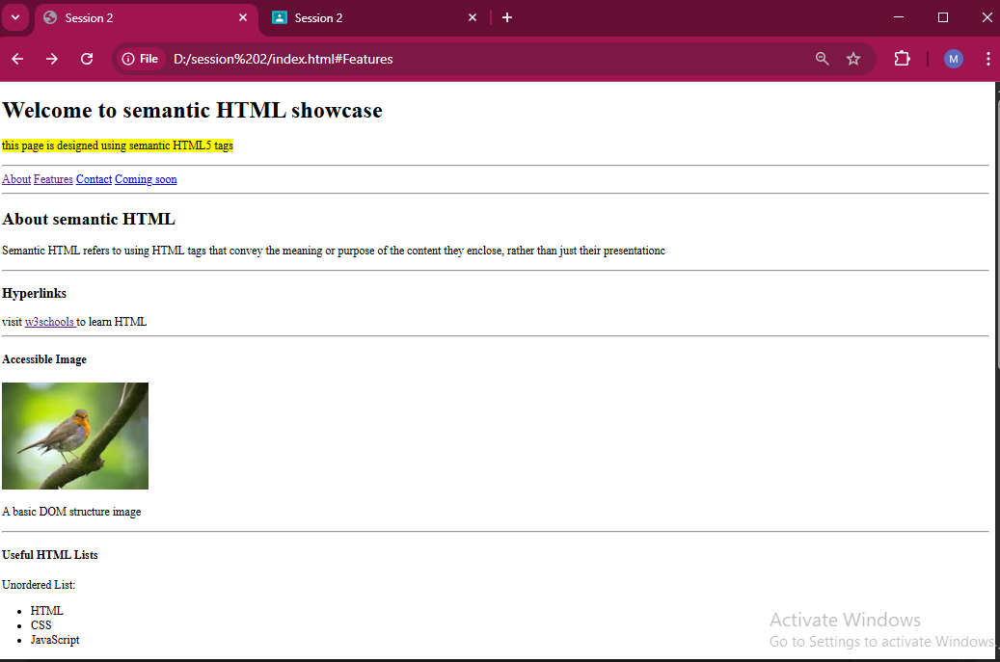 Session 2
Session 2
File D:/session%202/index.html#Features
M
Welcome to semantic HTML showcase
this page is designed using semantic HTML5 tags
About Features Contact Coming soon
About semantic HTML
Semantic HTML refers to using HTML tags that convey the meaning or purpose of the content they enclose, rather than just their presentationc
Hyperlinks
visit w3schools to learn HTML
Accessible Image
A basic DOM structure image
Useful HTML Lists
Unordered List:
HTML
CSS
JavaScript
Activate Windows
Go to Settings to activate Windows.